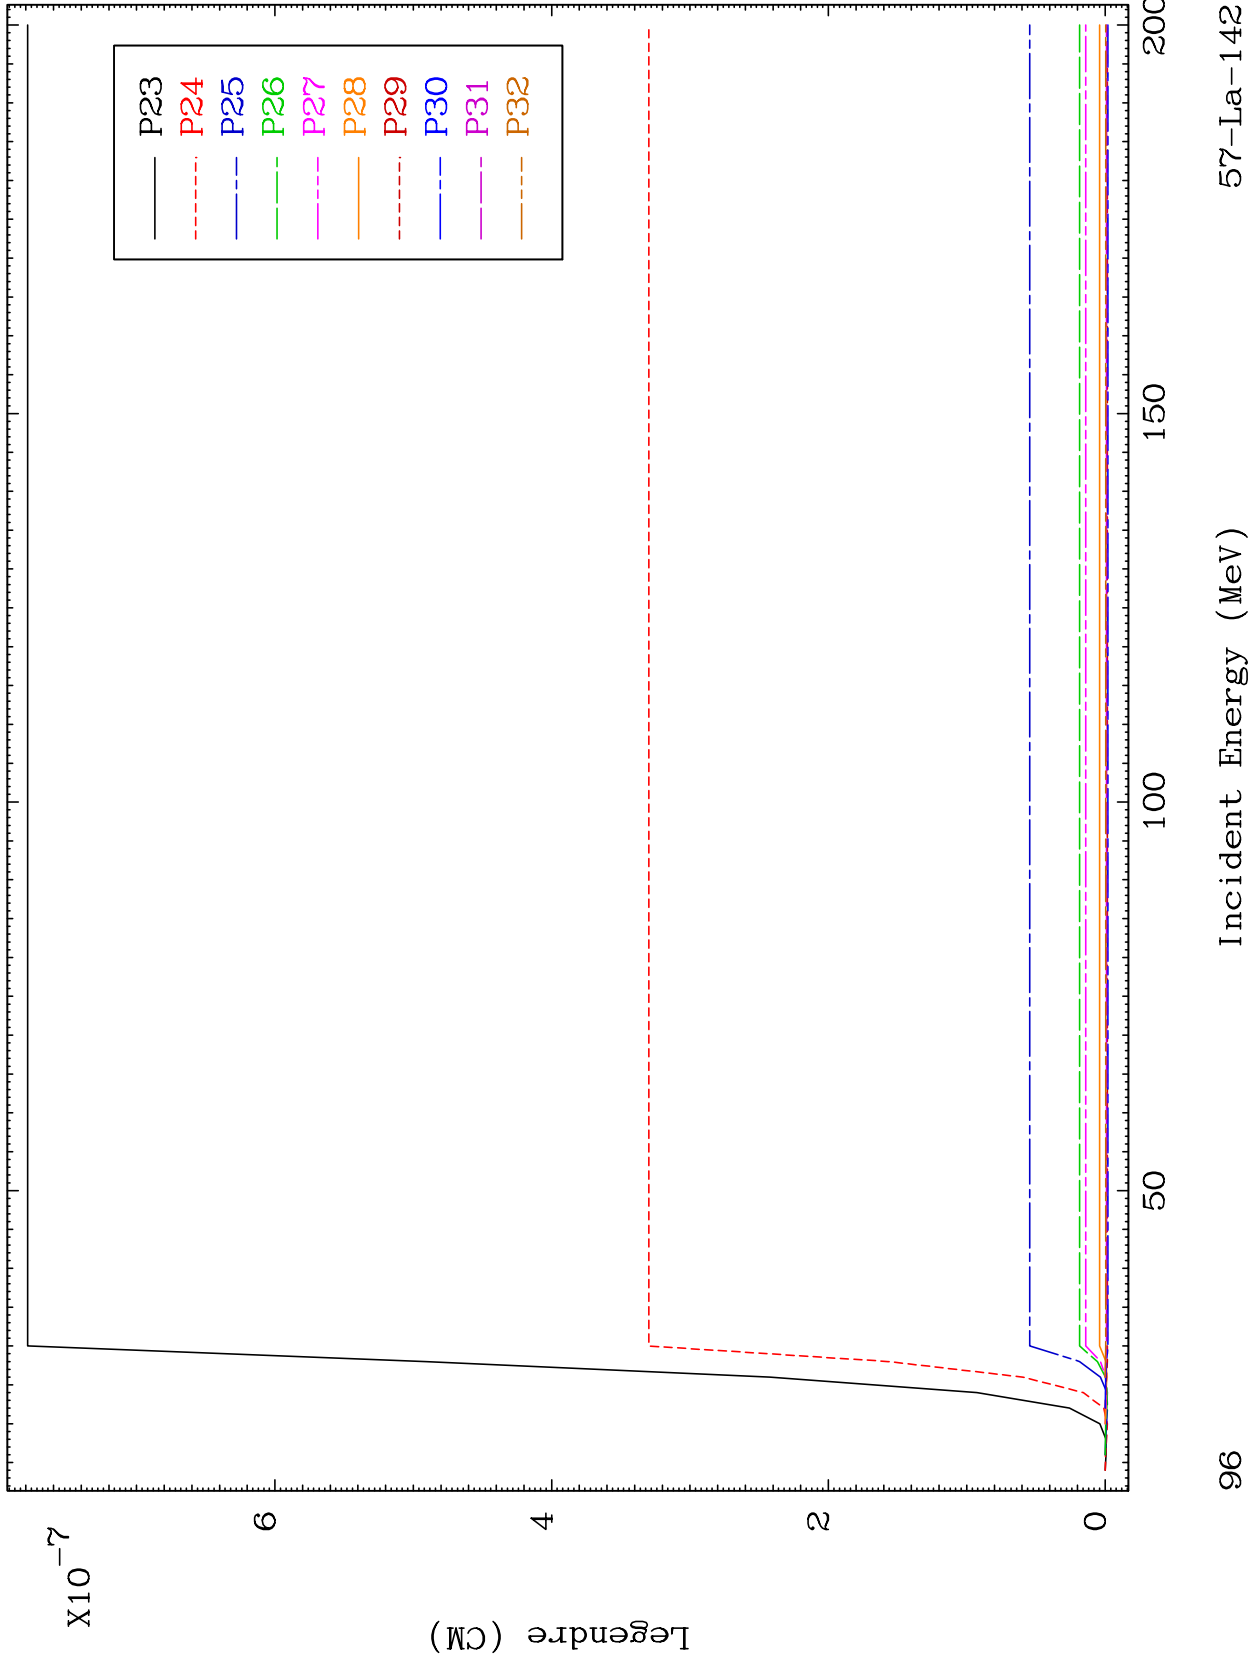 X10-7
Legendre (CM)
6
4
2
0
P23
P24
P25
P26
P27
P28
P29
P30
P31
P32
50
100
150
200
Incident Energy (MeV)
96
57-La-142